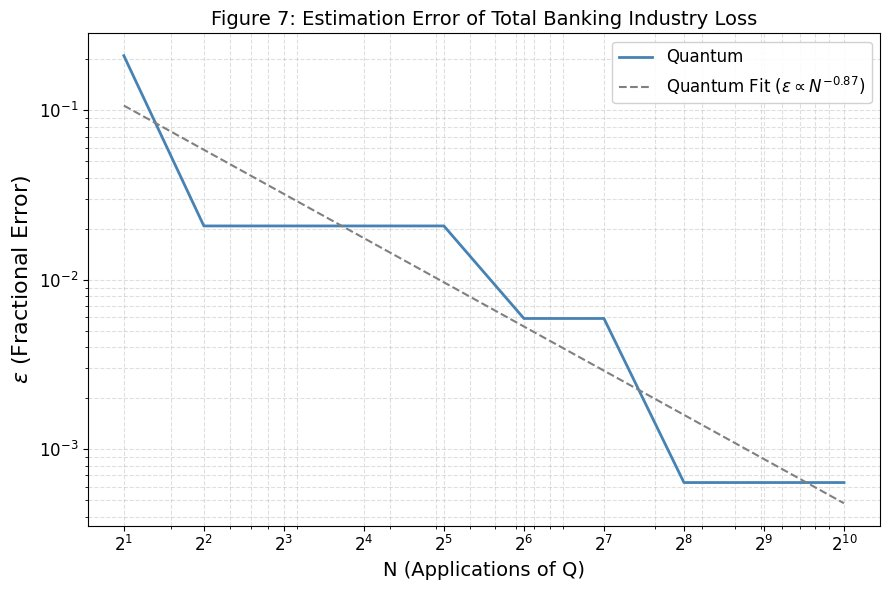 Figure 7: Estimation Error of Total Banking Industry Loss
Quantum
Quantum Fit (ε ∝ N^{-0.87})
ε (Fractional Error)
10^{-1}
10^{-2}
10^{-3}
2^1 2^2 2^3 2^4 2^5 2^6 2^7 2^8 2^9 2^{10}
N (Applications of Q)